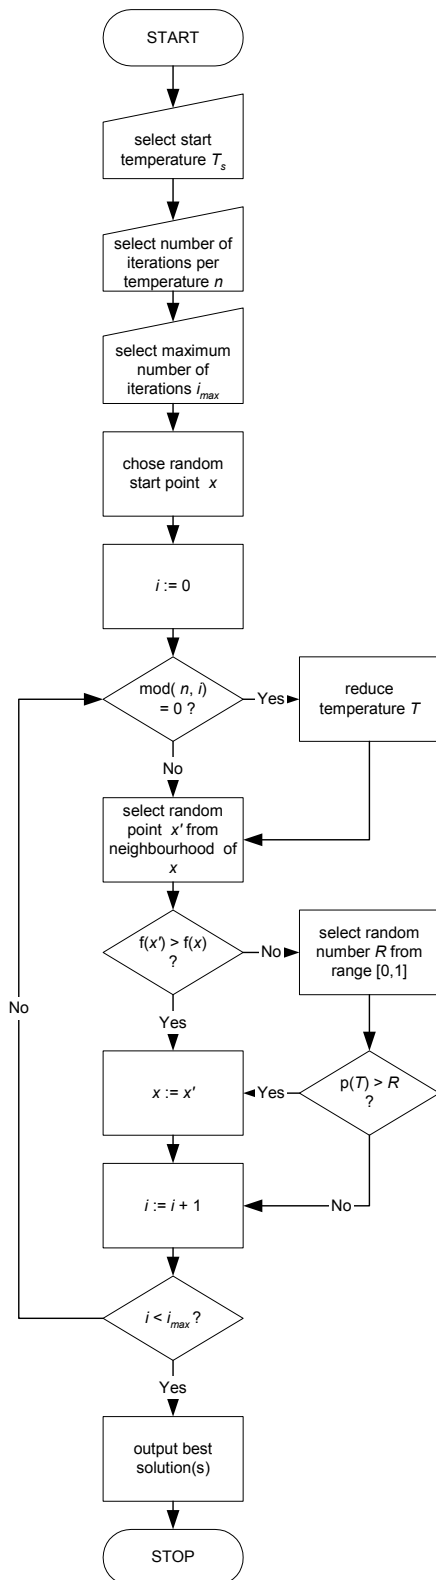 START
select start
temperature Ts
select number of
iterations per
temperature n
select maximum
number of
iterations imax
chose random
start point x
i := 0
mod( n, i)
= 0 ?
Yes
reduce
temperature T
No
select random
point x' from
neighbourhood of
x
f(x') > f(x)
?
No
select random
number R from
range [0,1]
No
Yes
x := x'
Yes
p(T) > R
?
i := i + 1
No
i < imax?
Yes
output best
solution(s)
STOP